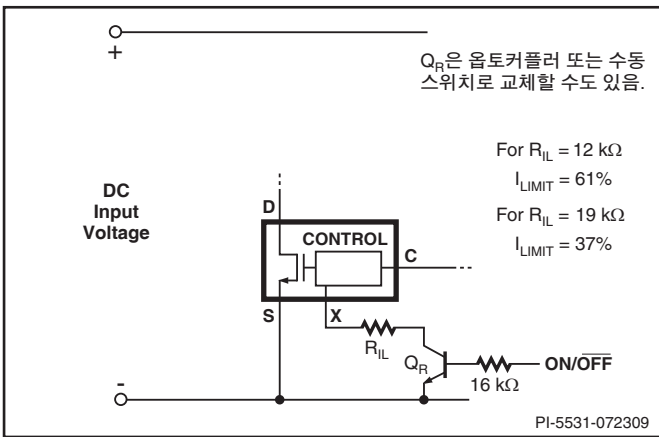 +
Q_R은 옵토커플러 또는 수동
스위치로 교체할 수도 있음.
For R_IL = 12 kΩ
I_LIMIT = 61%
For R_IL = 19 kΩ
I_LIMIT = 37%
DC
Input
Voltage
D
CONTROL
C
S
X
R_IL
Q_R
ON/O̅F̅F̅
16 kΩ
-
PI-5531-072309